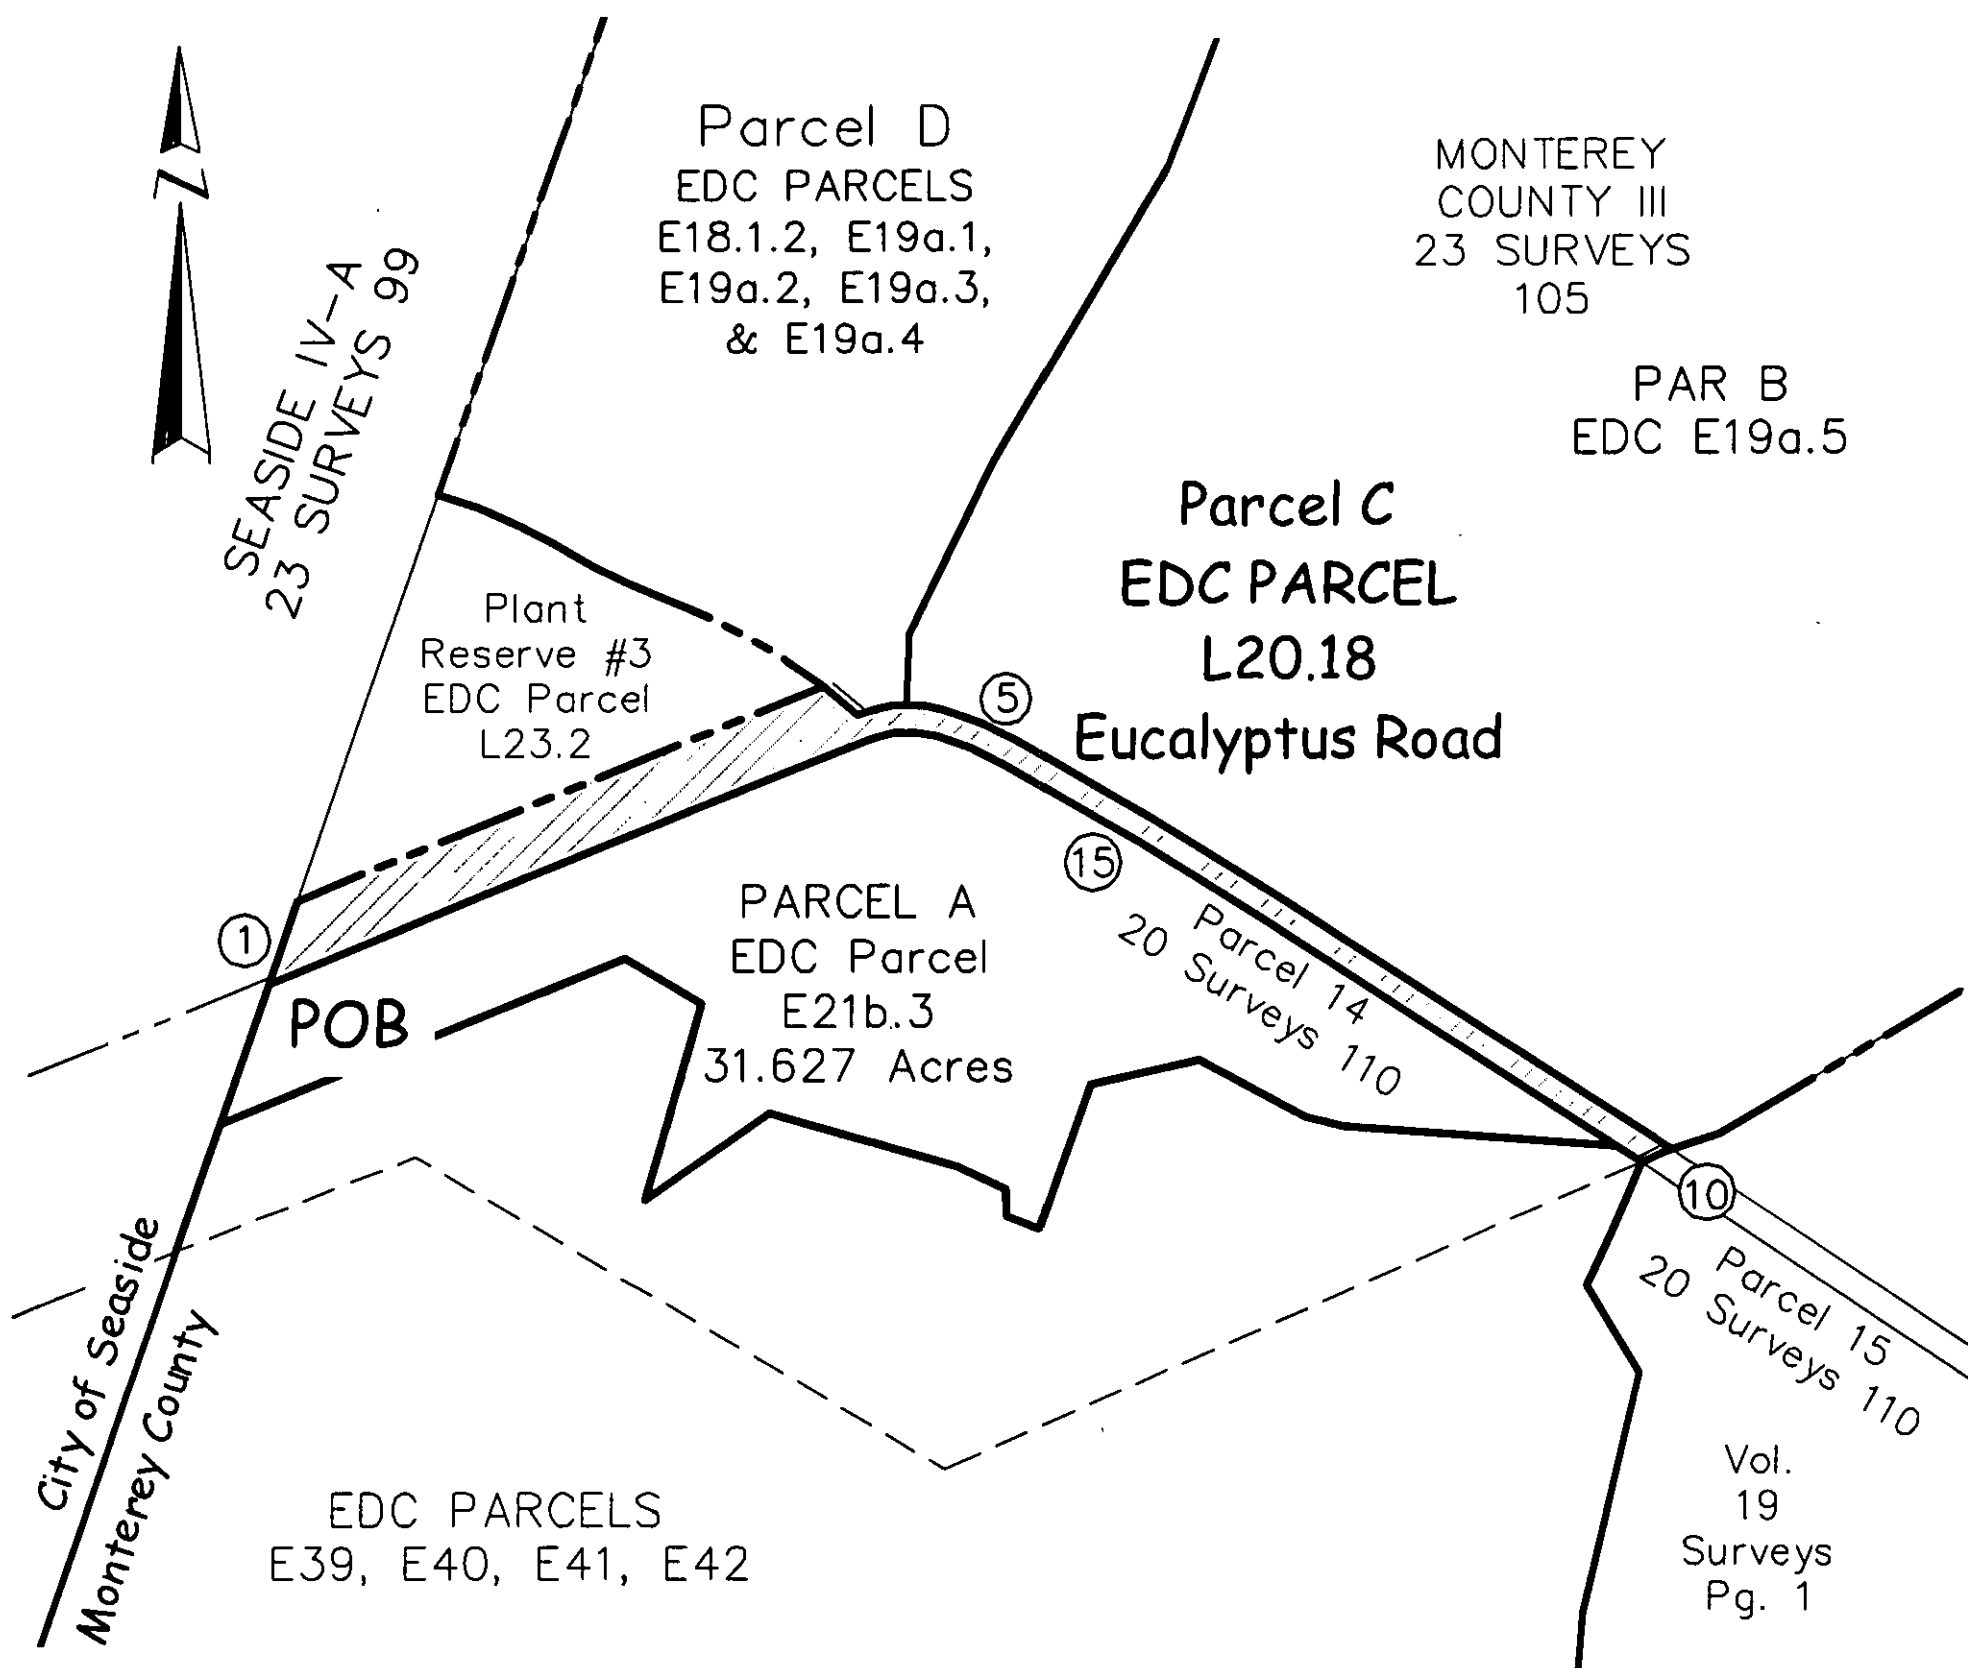 Z
Parcel D
EDC PARCELS
E18.1.2, E19a.1,
E19a.2, E19a.3,
& E19a.4
MONTEREY
COUNTY III
23 SURVEYS
105
PAR B
EDC E19a.5
SEASIDE IV-A
23 SURVEYS 99
Parcel C
EDC PARCEL
L20.18
Eucalyptus Road
Plant
Reserve #3
EDC Parcel
L23.2
5
15
1
PARCEL A
EDC Parcel
E21b.3
31.627 Acres
POB
Parcel 14
20 Surveys 110
10
Parcel 15
20 Surveys 110
City of Seaside
Monterey County
EDC PARCELS
E39, E40, E41, E42
Vol.
19
Surveys
Pg. 1